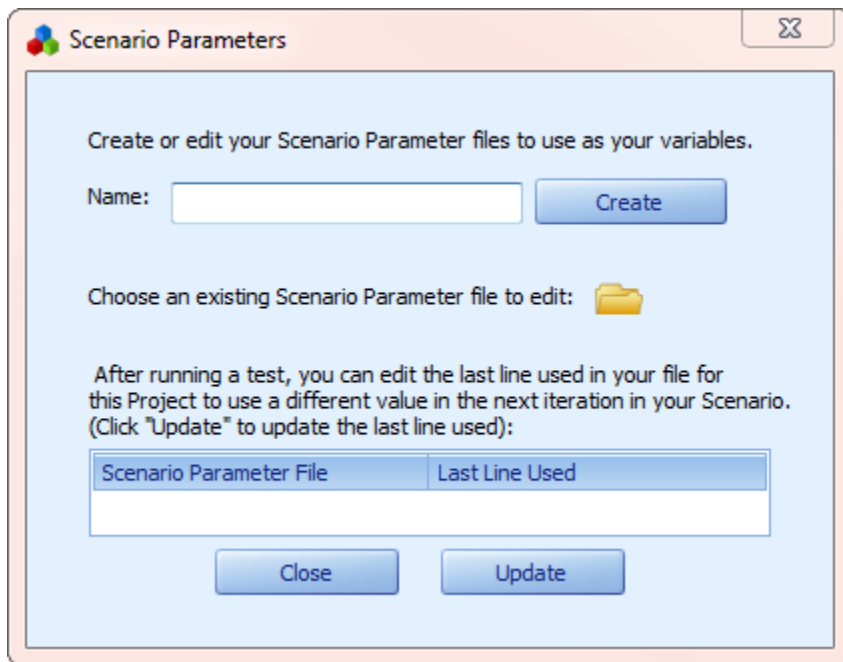 Scenario Parameters
Create or edit your Scenario Parameter files to use as your variables.
Name:
Create
Choose an existing Scenario Parameter file to edit:
After running a test, you can edit the last line used in your file for
this Project to use a different value in the next iteration in your Scenario.
(Click "Update" to update the last line used):
Scenario Parameter File
Last Line Used
Close
Update